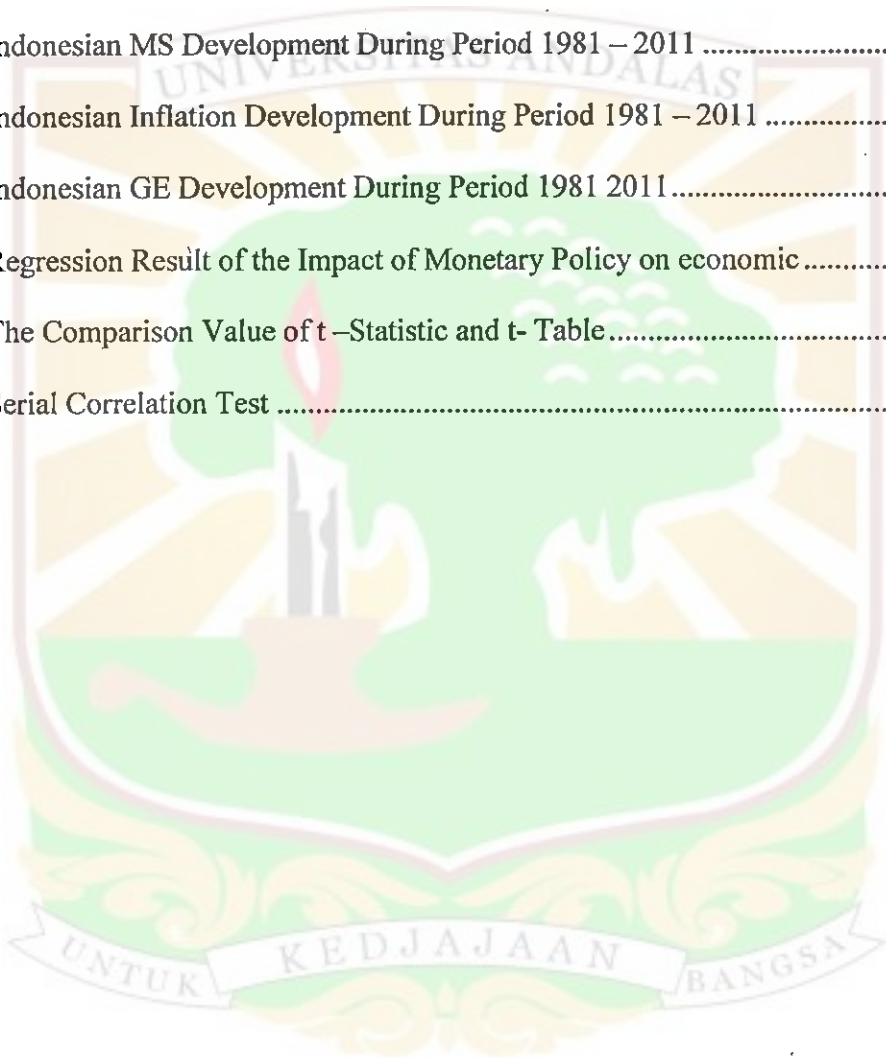 ndonesian MS Development During Period 1981 – 2011 ........................
UNIVERSITAS ANDALAS
ndonesian Inflation Development During Period 1981 – 2011 ................
ndonesian GE Development During Period 1981 2011............................
Regression Result of the Impact of Monetary Policy on economic...........
The Comparison Value of t –Statistic and t- Table..................................
Serial Correlation Test ..............................................................................
UNTUK KEDJAJAAN BANGSA